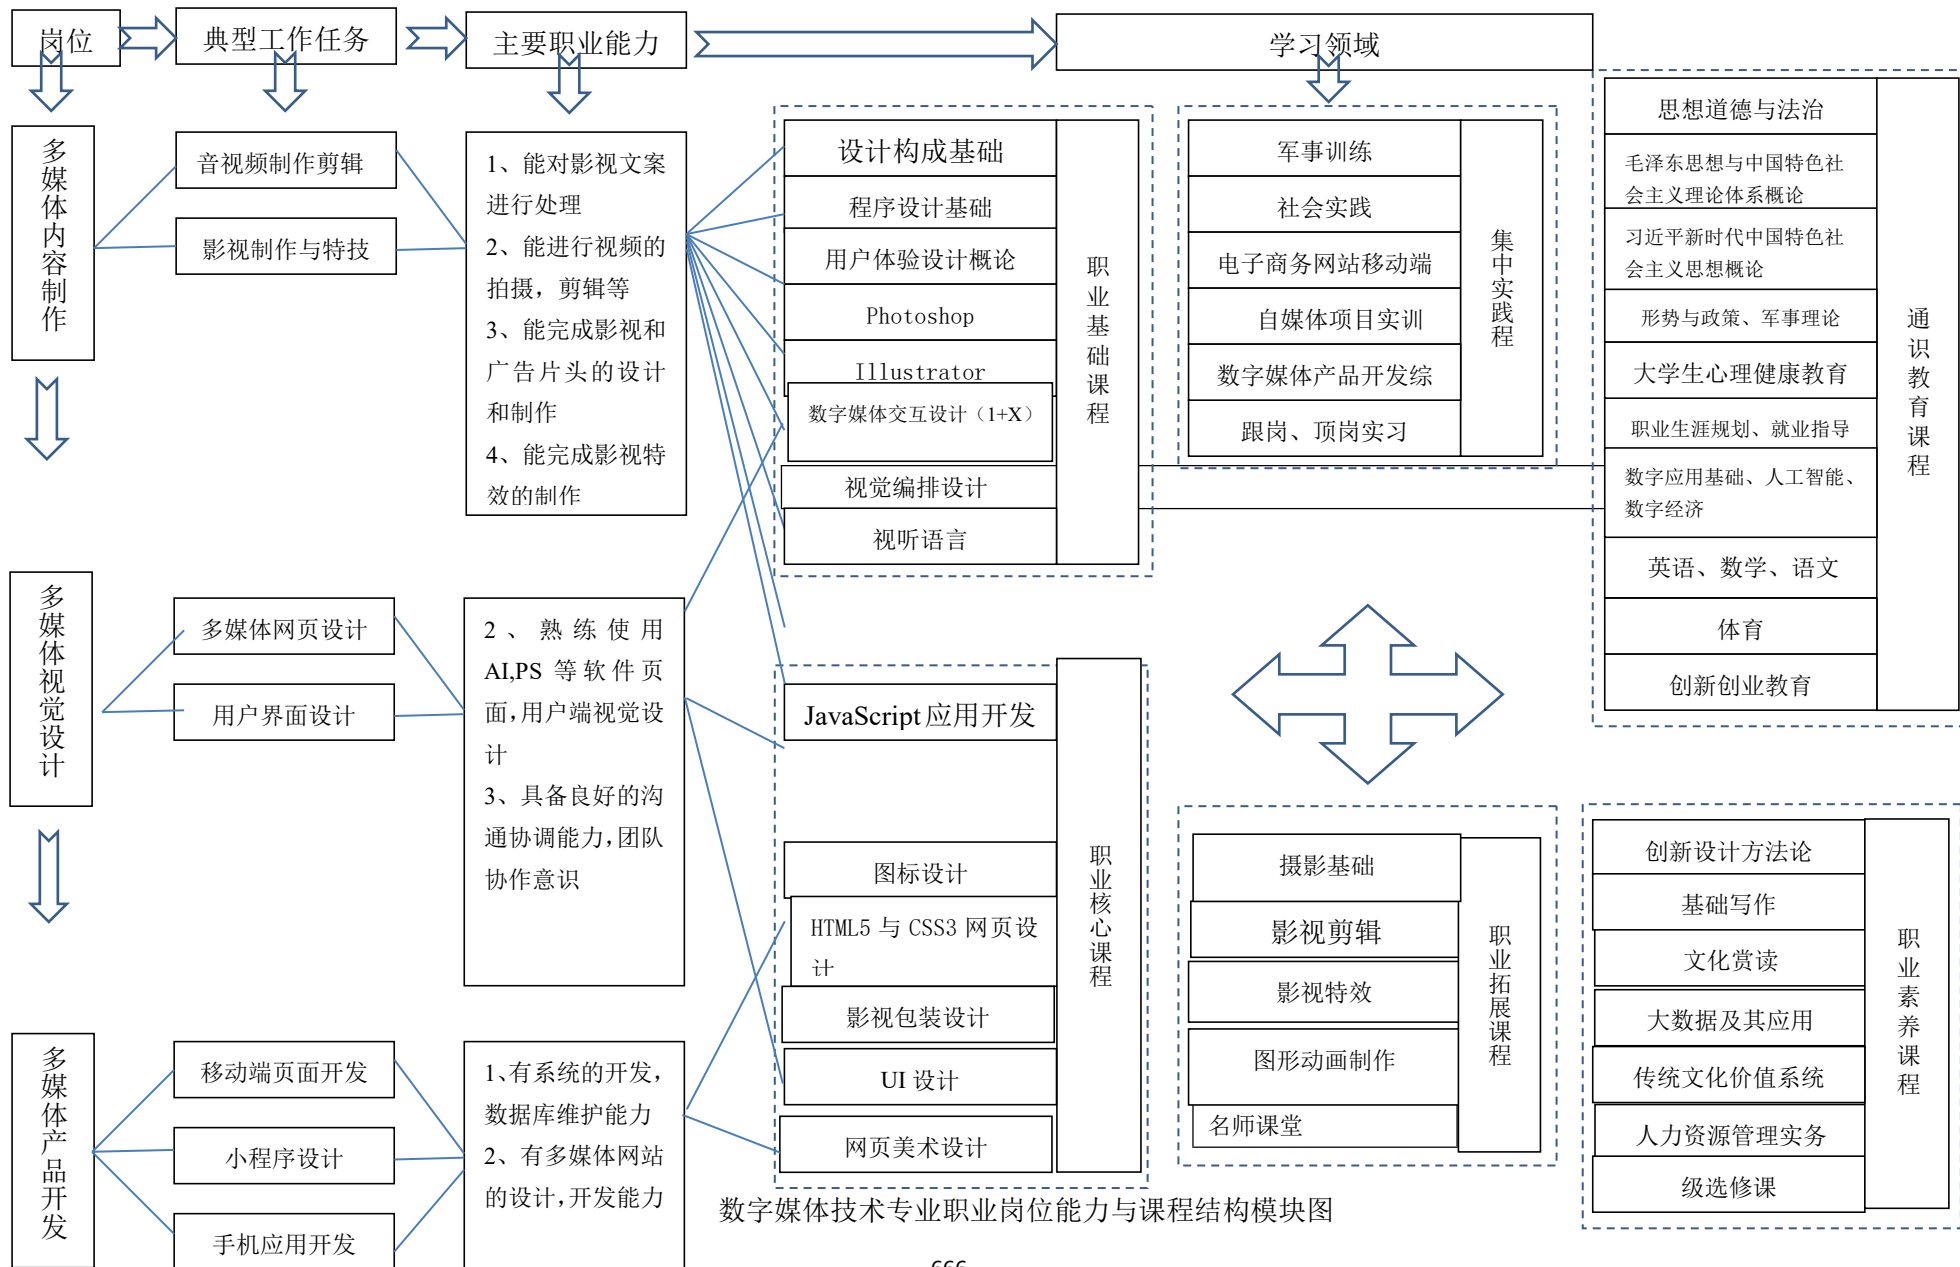 岗位
典型工作任务
主要职业能力
学习领域
多媒体内容制作
音视频制作剪辑
影视制作与特技
1、能对影视文案
进行处理
2、能进行视频的
拍摄，剪辑等
3、能完成影视和
广告片头的设计
和制作
4、能完成影视特
效的制作
多媒体视觉设计
多媒体网页设计
用户界面设计
2、熟练使用
AI,PS 等软件页
面,用户端视觉设
计
3、具备良好的沟
通协调能力,团队
协作意识
多媒体产品开发
移动端页面开发
小程序设计
手机应用开发
1、有系统的开发,
数据库维护能力
2、有多媒体网站
的设计,开发能力
设计构成基础
程序设计基础
用户体验设计概论
Photoshop
Illustrator
数字媒体交互设计（1+X）
视觉编排设计
视听语言
职业基础课程
JavaScript 应用开发
图标设计
HTML5 与 CSS3 网页设
计
影视包装设计
UI 设计
网页美术设计
职业核心课程
军事训练
社会实践
电子商务网站移动端
自媒体项目实训
数字媒体产品开发综
跟岗、顶岗实习
集中实践程
摄影基础
影视剪辑
影视特效
图形动画制作
名师课堂
职业拓展课程
思想道德与法治
毛泽东思想与中国特色社
会主义理论体系概论
习近平新时代中国特色社
会主义思想概论
形势与政策、军事理论
大学生心理健康教育
职业生涯规划、就业指导
数字应用基础、人工智能、
数字经济
英语、数学、语文
体育
创新创业教育
通识教育课程
创新设计方法论
基础写作
文化赏读
大数据及其应用
传统文化价值系统
人力资源管理实务
级选修课
职业素养课程
数字媒体技术专业职业岗位能力与课程结构模块图
666